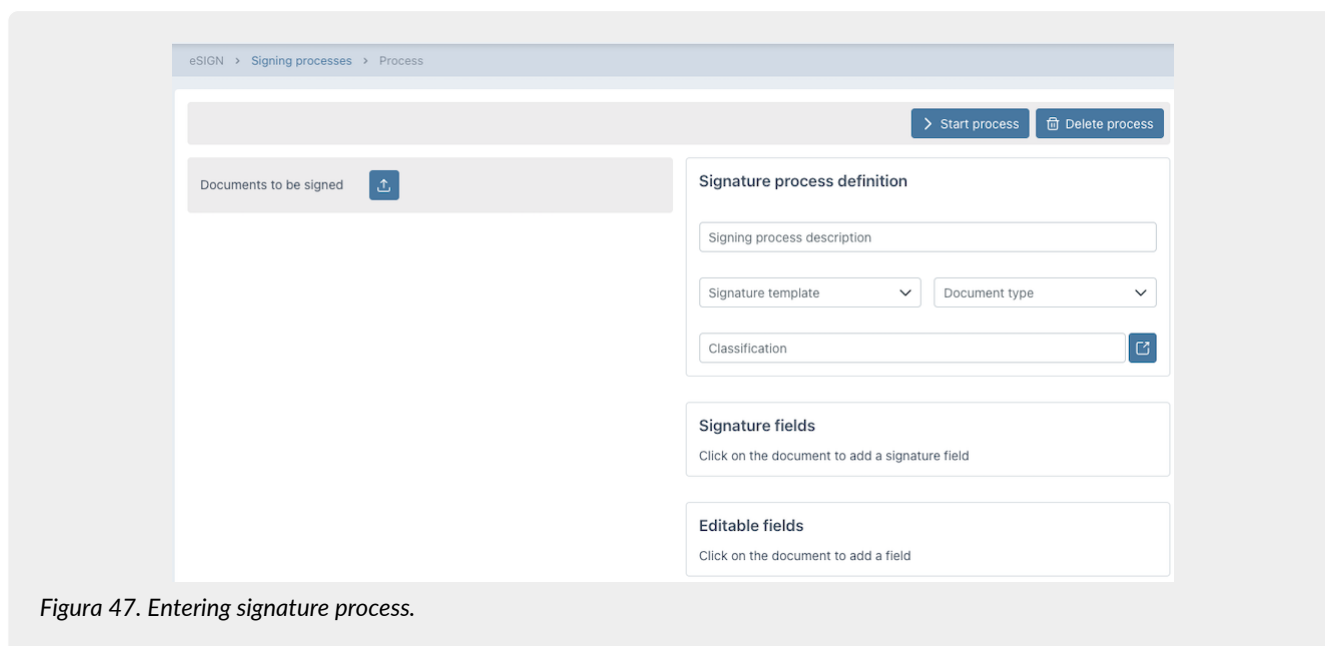 eSIGN > Signing processes > Process
Start process Delete process
Documents to be signed
Signature process definition
Signing process description
Signature template Document type
Classification
Signature fields
Click on the document to add a signature field
Editable fields
Click on the document to add a field
Figura 47. Entering signature process.